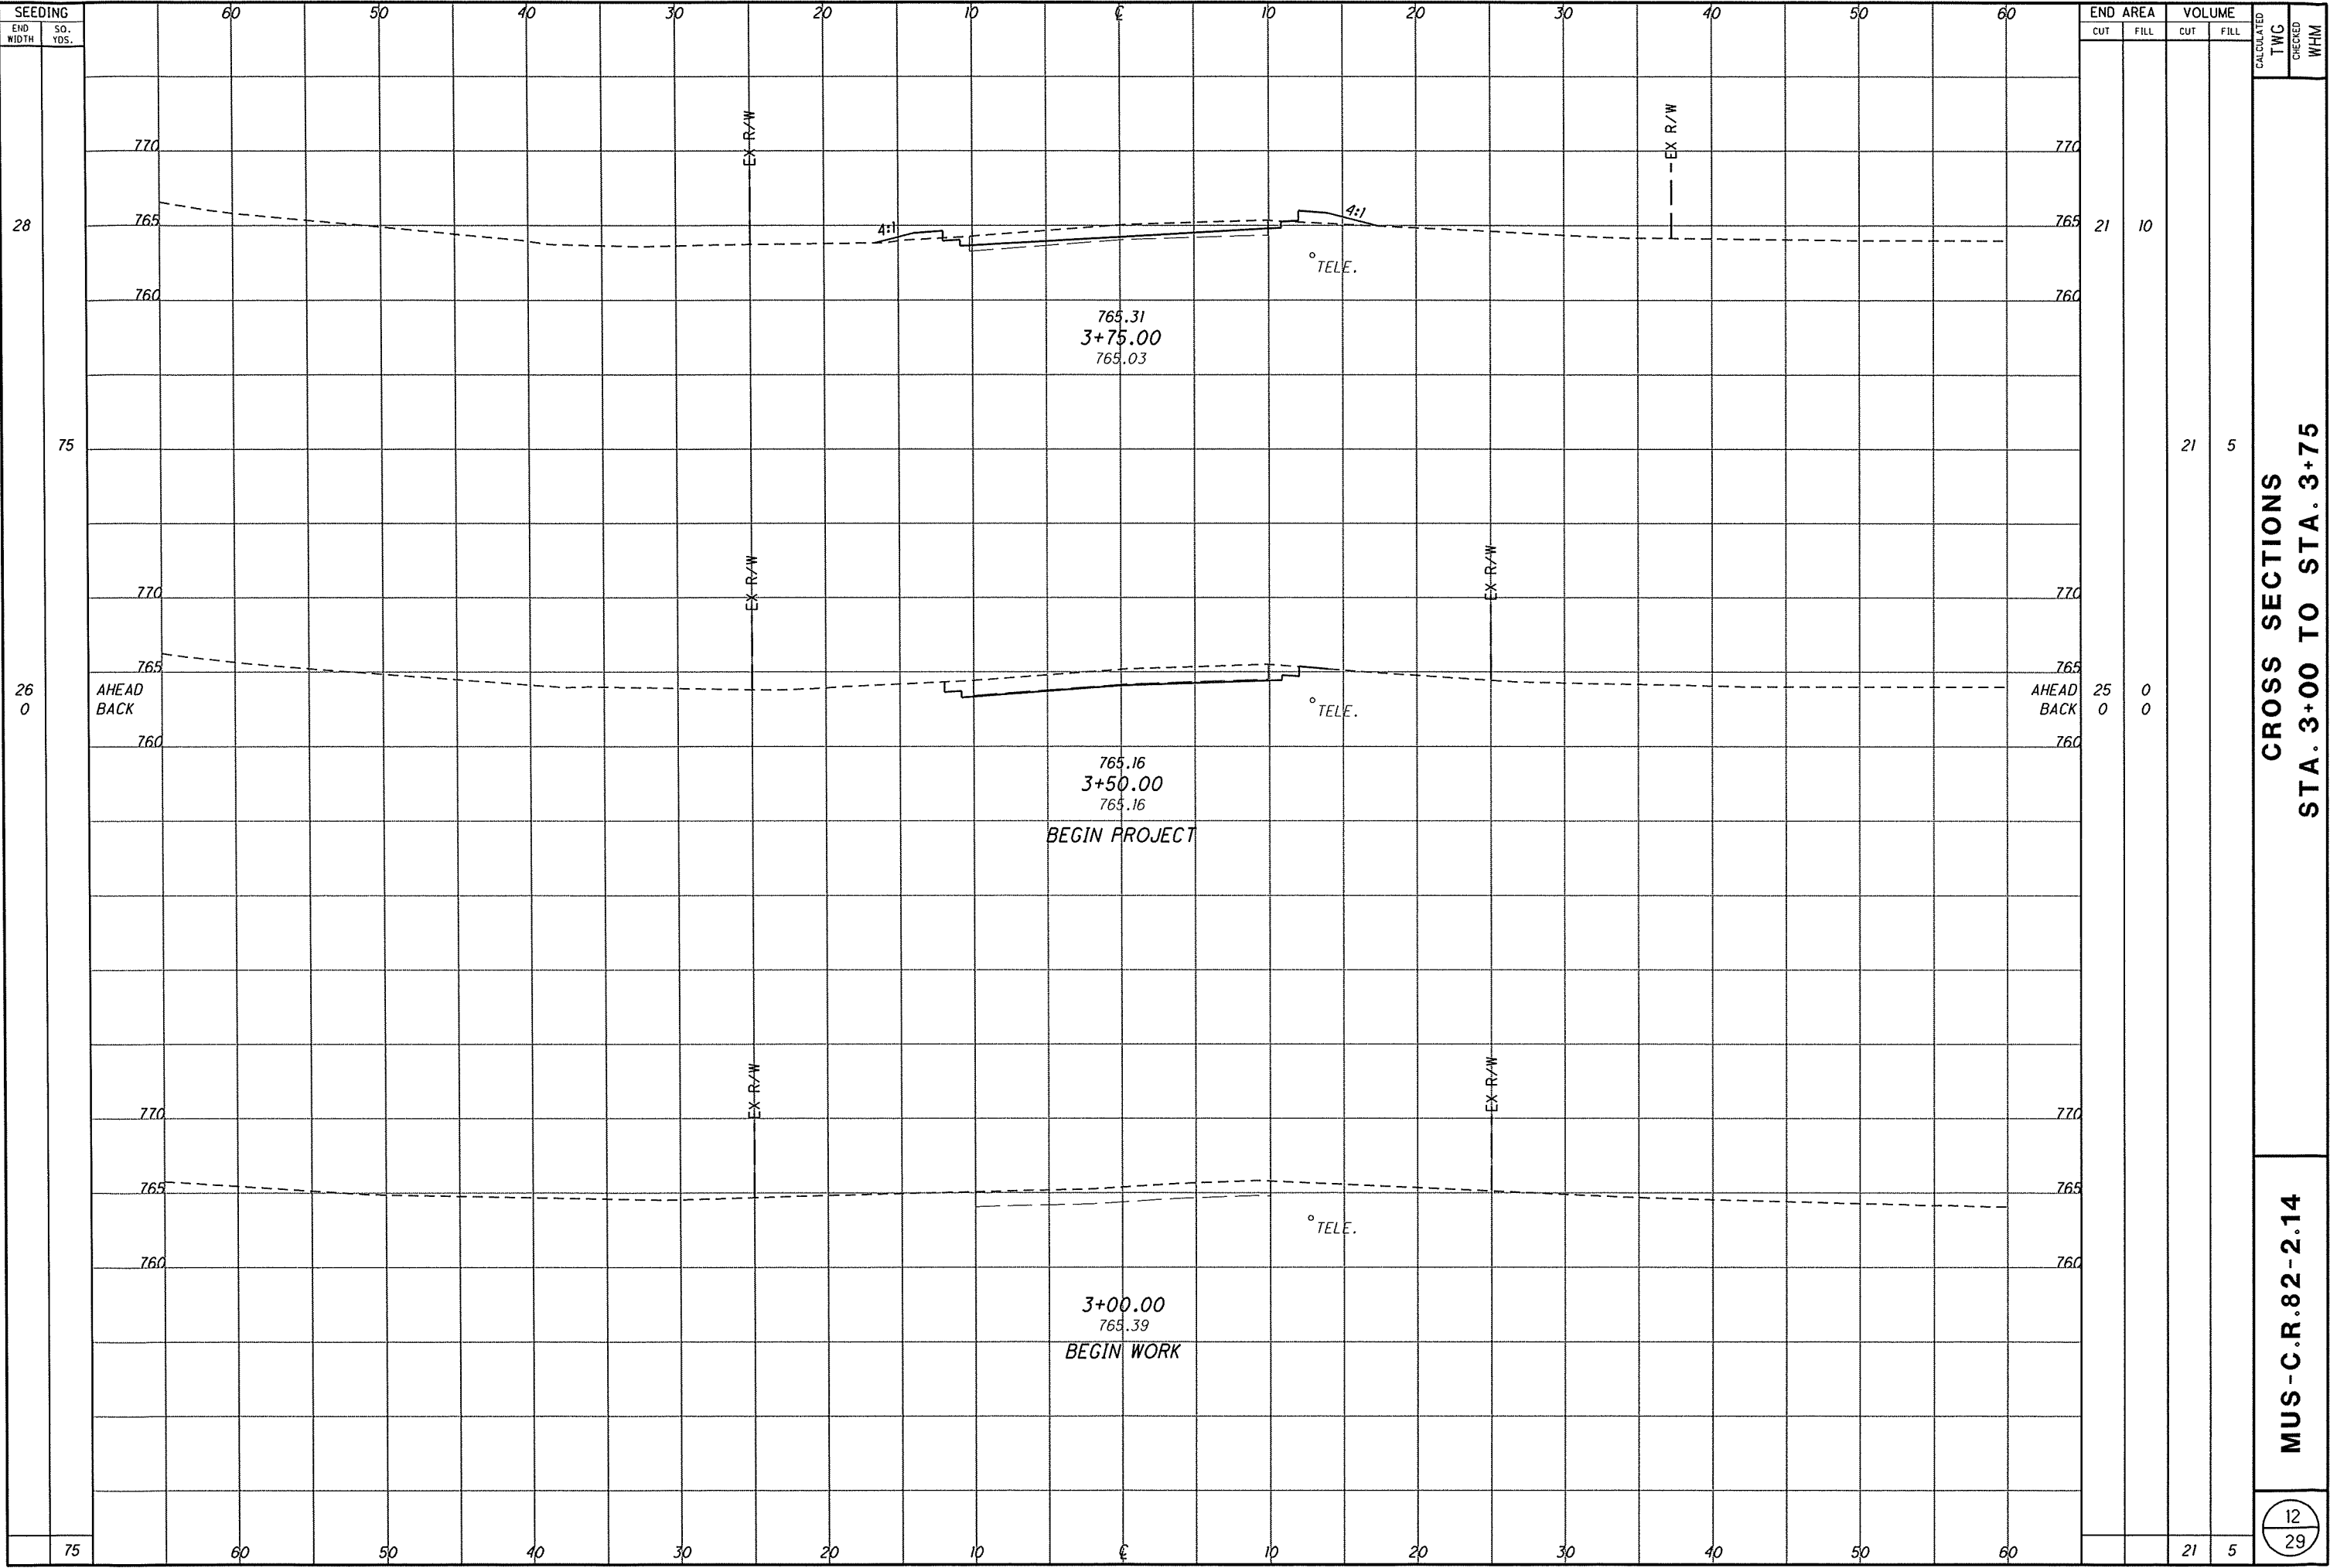 SEEDING
END WIDTH
SO. YDS.
60 50 40 30 20 10 ℄ 10 20 30 40 50 60
END AREA
VOLUME
CUT FILL CUT FILL
CALCULATED
TWG
CHECKED
WHM
EX R/W
EX R/W
770
770
28
765
4:1
4:1
765
21 10
TELE.
760
760
765.31
3+75.00
765.03
75
21 5
EX R/W
EX R/W
770
770
765
765
26
AHEAD
AHEAD
25 0
0
BACK
BACK
0 0
TELE.
760
760
765.16
3+50.00
765.16
BEGIN PROJECT
EX R/W
EX R/W
770
770
765
765
TELE.
760
760
3+00.00
765.39
BEGIN WORK
75
60 50 40 30 20 10 ℄ 10 20 30 40 50 60
21 5
CROSS SECTIONS
STA. 3+00 TO STA. 3+75
MUS-C.R.82-2.14
12
29